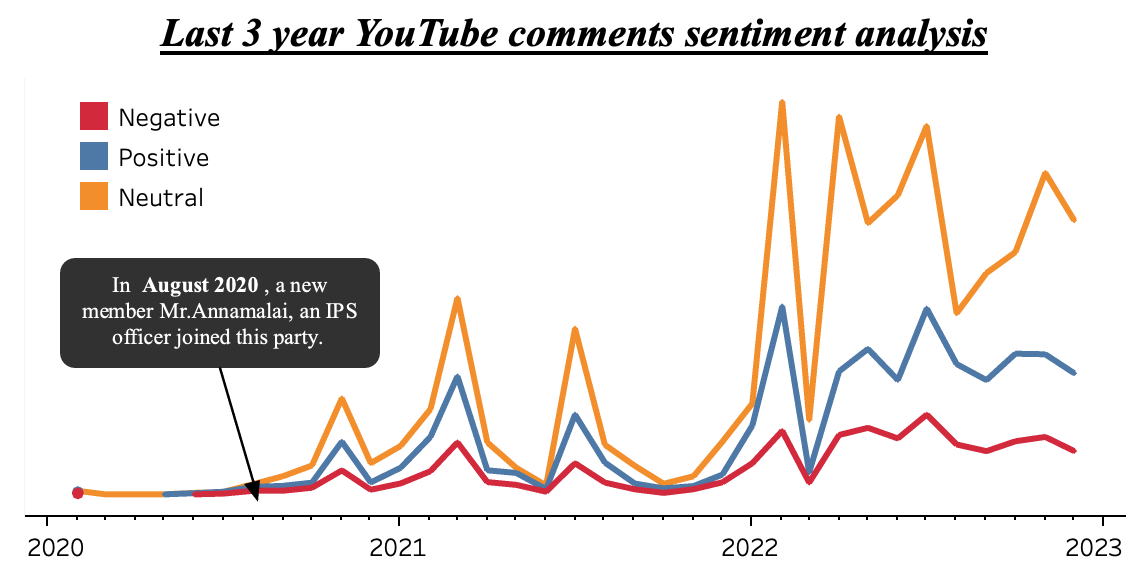 Last 3 year YouTube comments sentiment analysis
Negative
Positive
Neutral
In August 2020 , a new
member Mr.Annamalai, an IPS
officer joined this party.
2020 2021 2022 2023